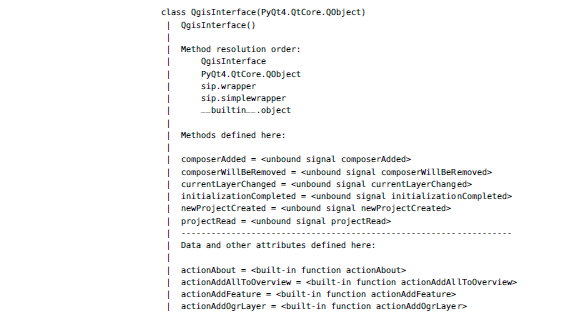 class QgisInterface(PyQt4.QtCore.QObject)
|  QgisInterface()
|
|  Method resolution order:
|      QgisInterface
|      PyQt4.QtCore.QObject
|      sip.wrapper
|      sip.simplewrapper
|      __builtin__.object
|
|  Methods defined here:
|
|  composerAdded = <unbound signal composerAdded>
|  composerWillBeRemoved = <unbound signal composerWillBeRemoved>
|  currentLayerChanged = <unbound signal currentLayerChanged>
|  initializationCompleted = <unbound signal initializationCompleted>
|  newProjectCreated = <unbound signal newProjectCreated>
|  projectRead = <unbound signal projectRead>
|  ------------------------------------------------------------------
|  Data and other attributes defined here:
|
|  actionAbout = <built-in function actionAbout>
|  actionAddAllToOverview = <built-in function actionAddAllToOverview>
|  actionAddFeature = <built-in function actionAddFeature>
|  actionAddOgrLayer = <built-in function actionAddOgrLayer>